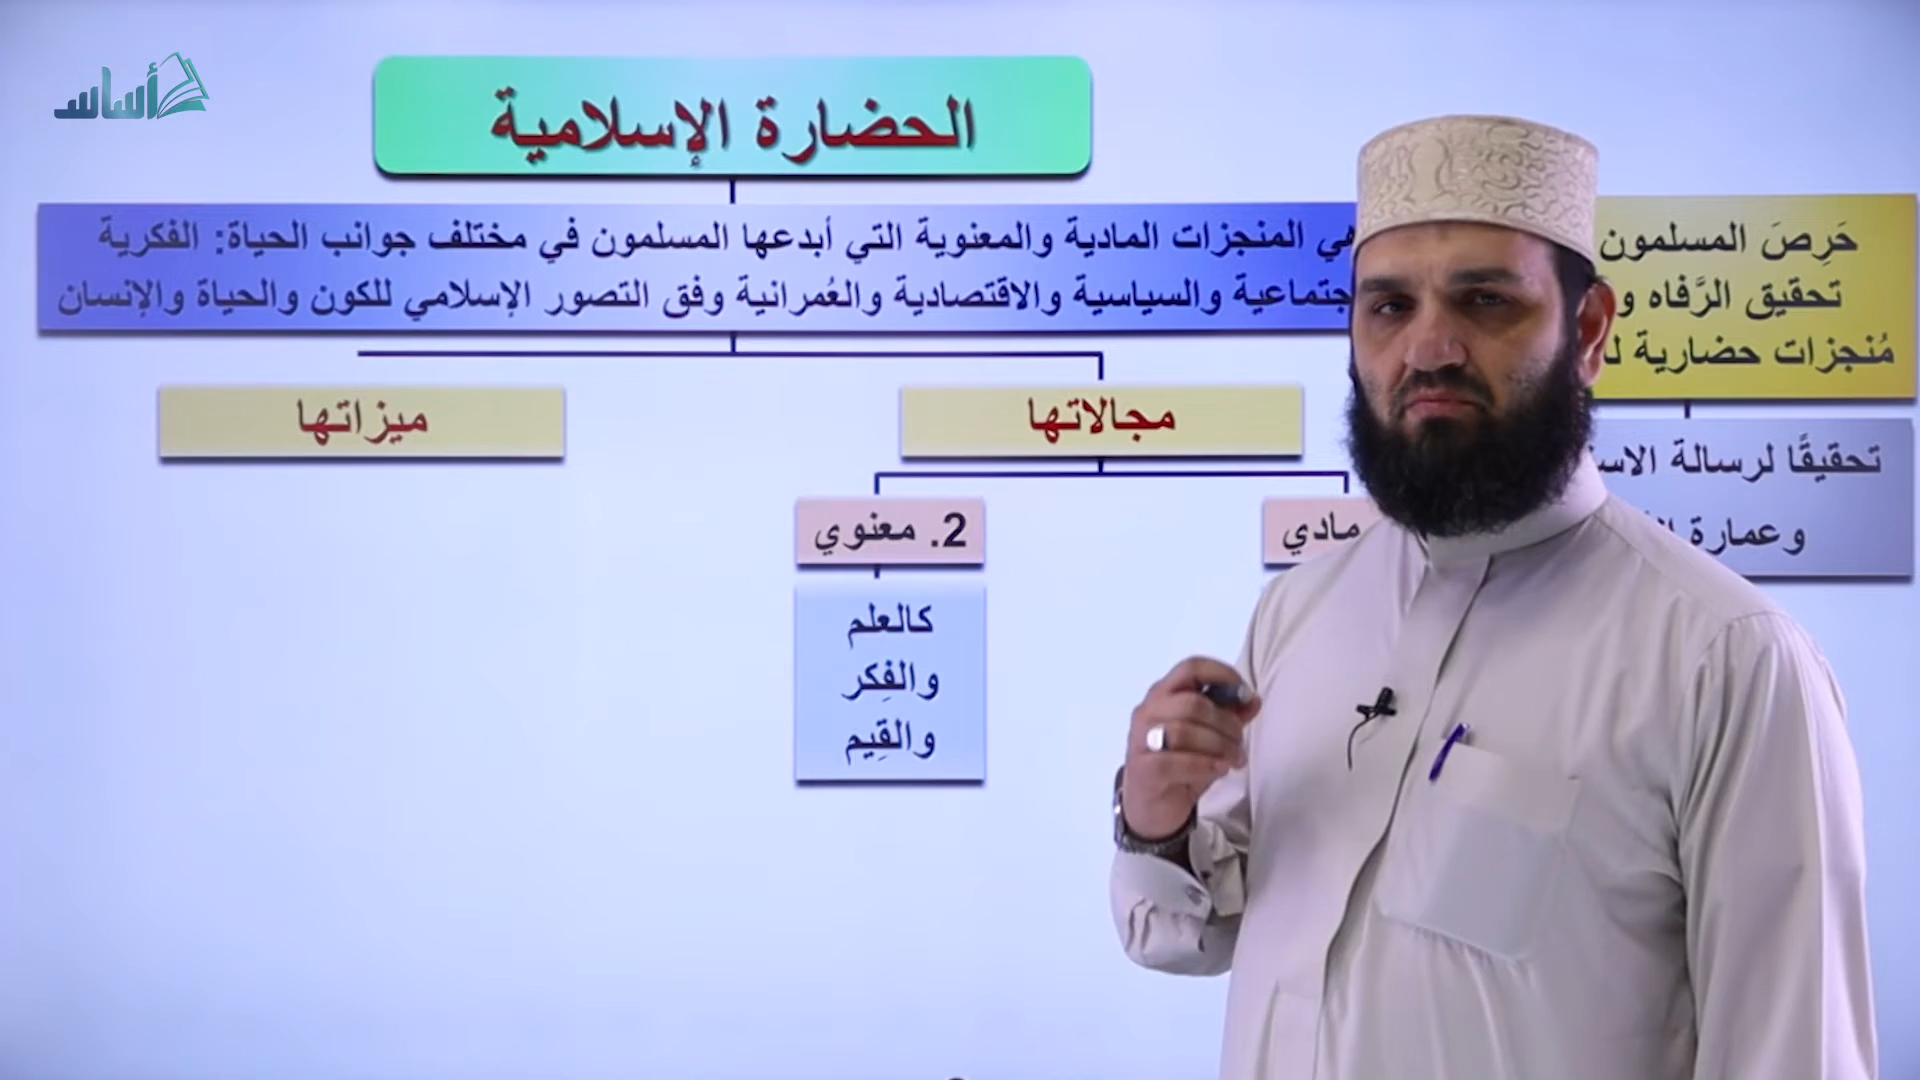 أساس
الحضارة الإسلامية
حَرِصَ المسلمون
تحقيق الرَّفاه
مُنجزات حضارية
هي المنجزات المادية والمعنوية التي أبدعها المسلمون في مختلف جوانب الحياة: الفكرية
والسياسية والاقتصادية والعُمرانية وفق التصور الإسلامي للكون والحياة والإنسان
تحقيقًا لرسالة
وعمارة
مجالاتها
ميزاتها
مادي
2. معنوي
كالعلم
والفِكر
والقِيم